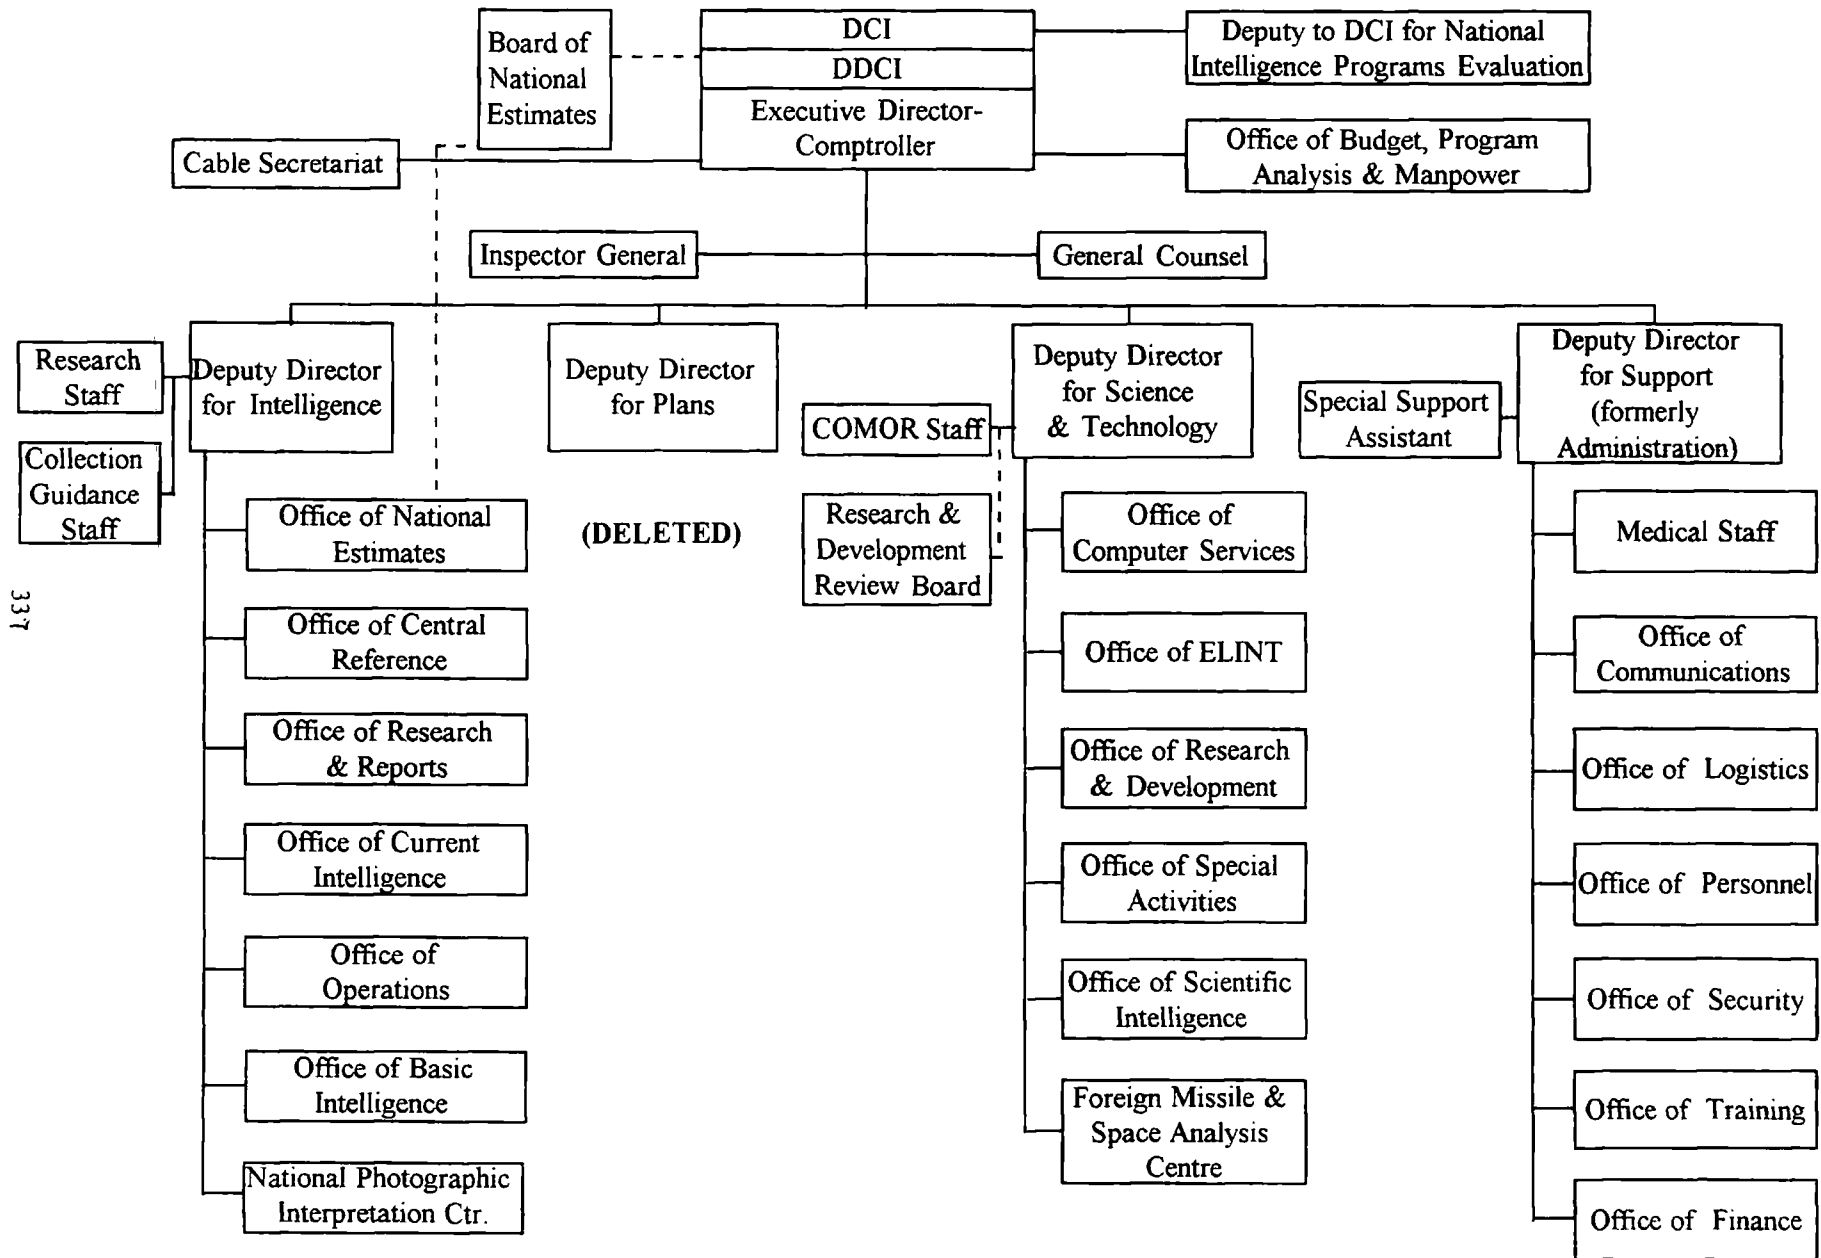 Board of
National
Estimates
DCI
DDCI
Executive Director-
Comptroller
Deputy to DCI for National
Intelligence Programs Evaluation
Office of Budget, Program
Analysis & Manpower
Cable Secretariat
Inspector General
General Counsel
Research
Staff
Collection
Guidance
Staff
Deputy Director
for Intelligence
Office of National
Estimates
Office of Central
Reference
Office of Research
& Reports
Office of Current
Intelligence
Office of
Operations
Office of Basic
Intelligence
National Photographic
Interpretation Ctr.
Deputy Director
for Plans
(DELETED)
COMOR Staff
Research &
Development
Review Board
Deputy Director
for Science
& Technology
Office of
Computer Services
Office of ELINT
Office of Research
& Development
Office of Special
Activities
Office of Scientific
Intelligence
Foreign Missile &
Space Analysis
Centre
Special Support
Assistant
Deputy Director
for Support
(formerly
Administration)
Medical Staff
Office of
Communications
Office of Logistics
Office of Personnel
Office of Security
Office of Training
Office of Finance
337